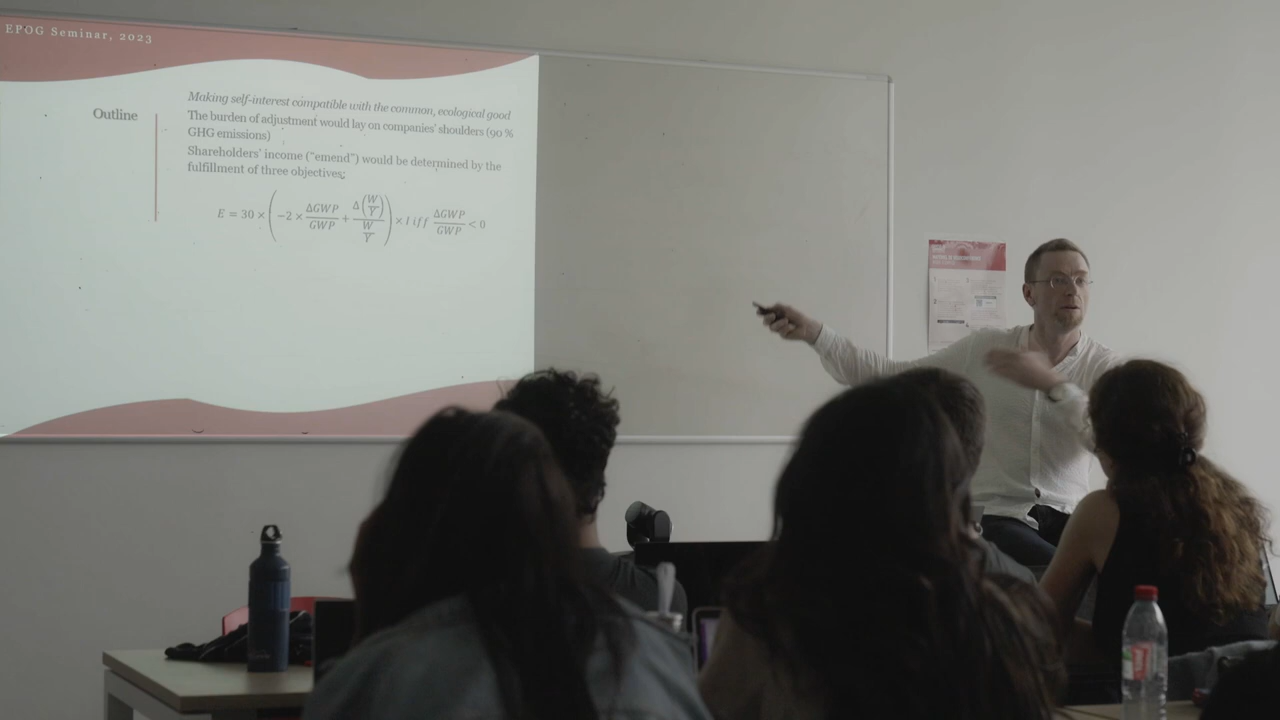 EPOG Seminar, 2023
Outline
Making self-interest compatible with the common, ecological good
The burden of adjustment would lay on companies' shoulders (90 %
GHG emissions)
Shareholders' income ("emend") would be determined by the
fulfillment of three objectives:
E = 30 × (−2 × ΔGWP/GWP + Δ(W/Y)/(W/Y)) × I iff ΔGWP/GWP < 0